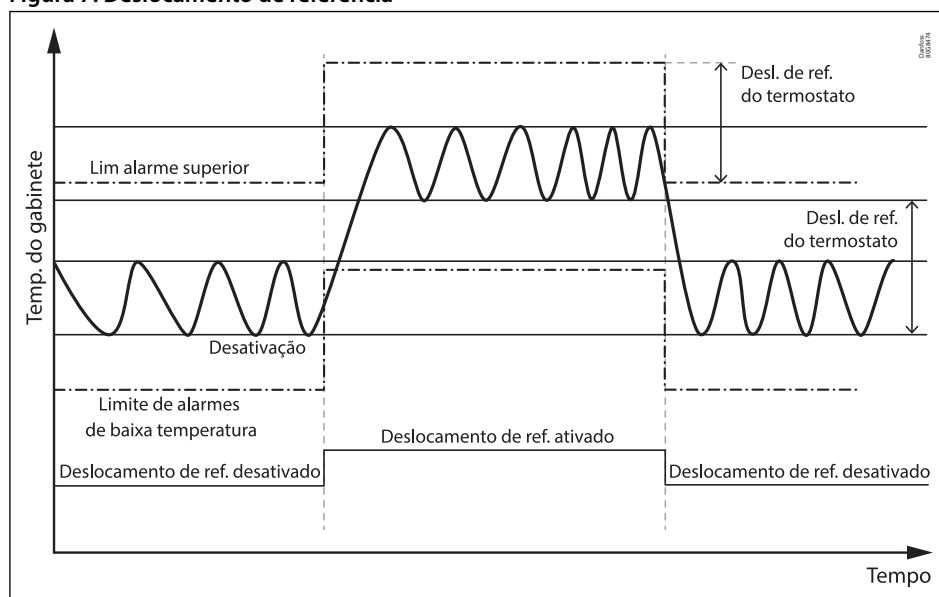 Figura 7: Deslocamento de referência
Danfoss
80G8474
Desl. de ref.
do termostato
Lim alarme superior
Temp. do gabinete
Desl. de ref.
do termostato
Desativação
Limite de alarmes
de baixa temperatura
Deslocamento de ref. ativado
Deslocamento de ref. desativado
Deslocamento de ref. desativado
Tempo